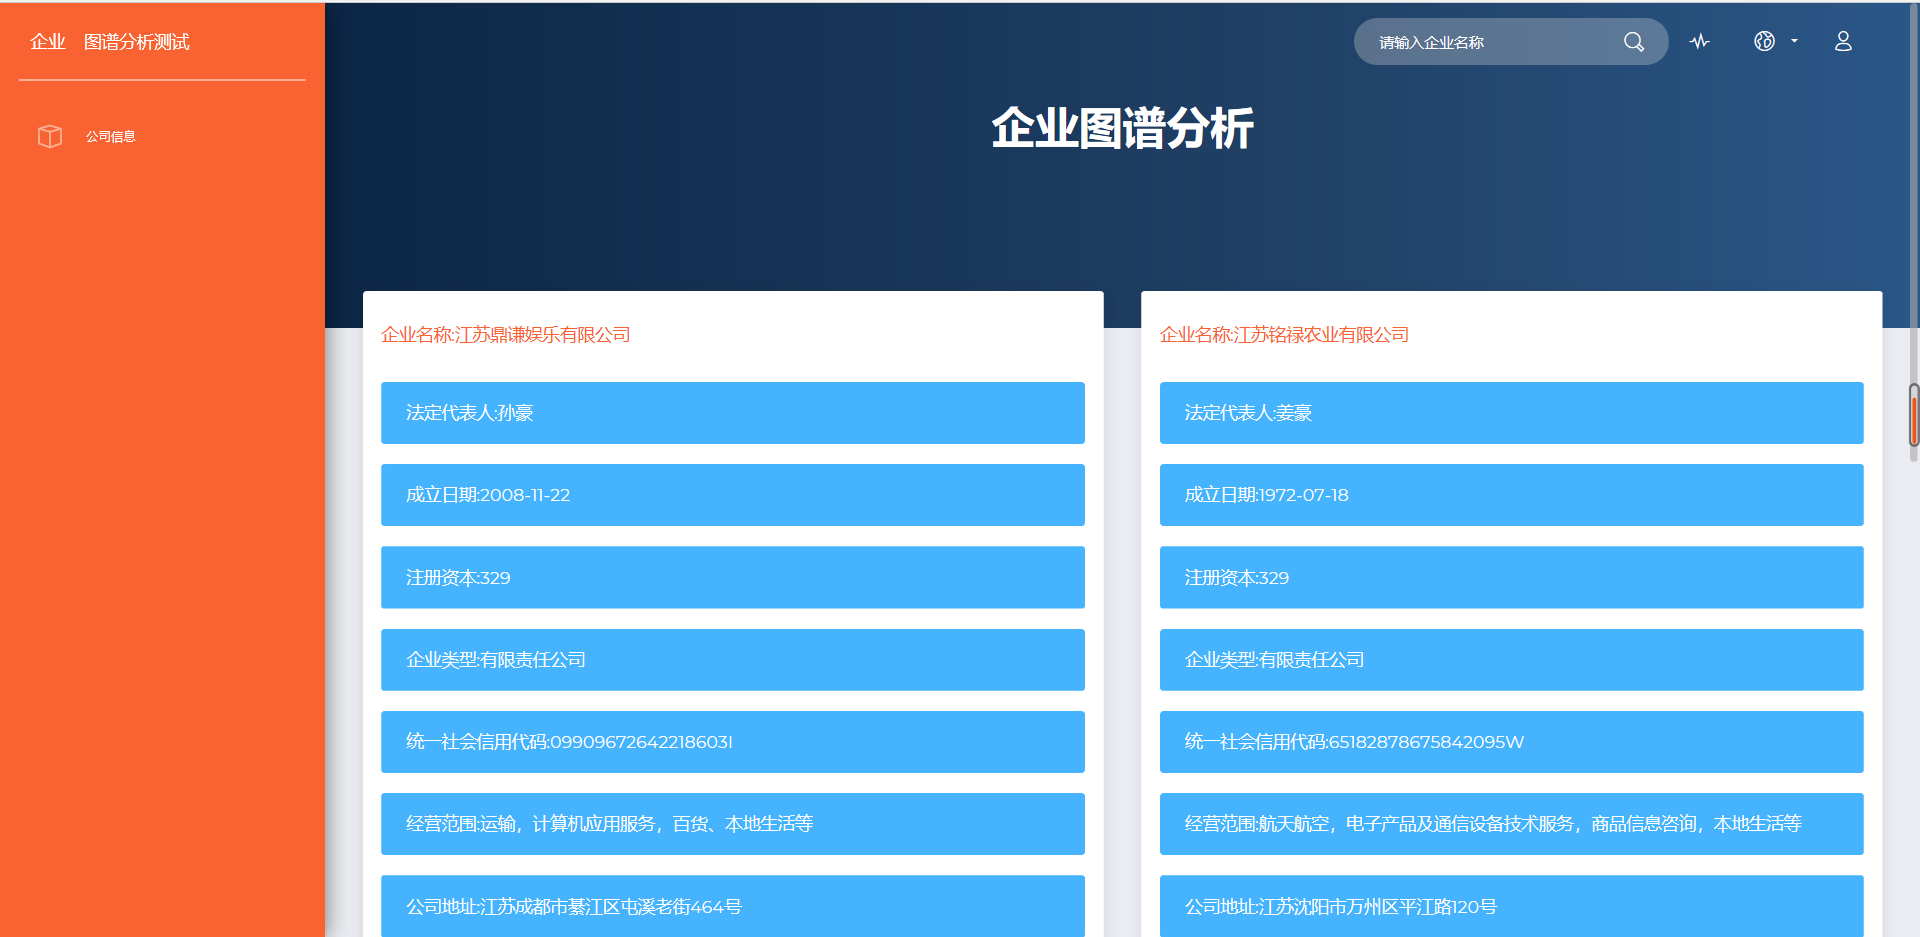 企业 图谱分析测试
请输入企业名称
公司信息
企业图谱分析
企业名称:江苏鼎谦娱乐有限公司
法定代表人:孙豪
成立日期:2008-11-22
注册资本:329
企业类型:有限责任公司
统一社会信用代码:09909672642218603I
经营范围:运输，计算机应用服务，百货、本地生活等
公司地址:江苏成都市綦江区屯溪老街464号
企业名称:江苏铭禄农业有限公司
法定代表人:姜豪
成立日期:1972-07-18
注册资本:329
企业类型:有限责任公司
统一社会信用代码:65182878675842095W
经营范围:航天航空，电子产品及通信设备技术服务，商品信息咨询，本地生活等
公司地址:江苏沈阳市万州区平江路120号